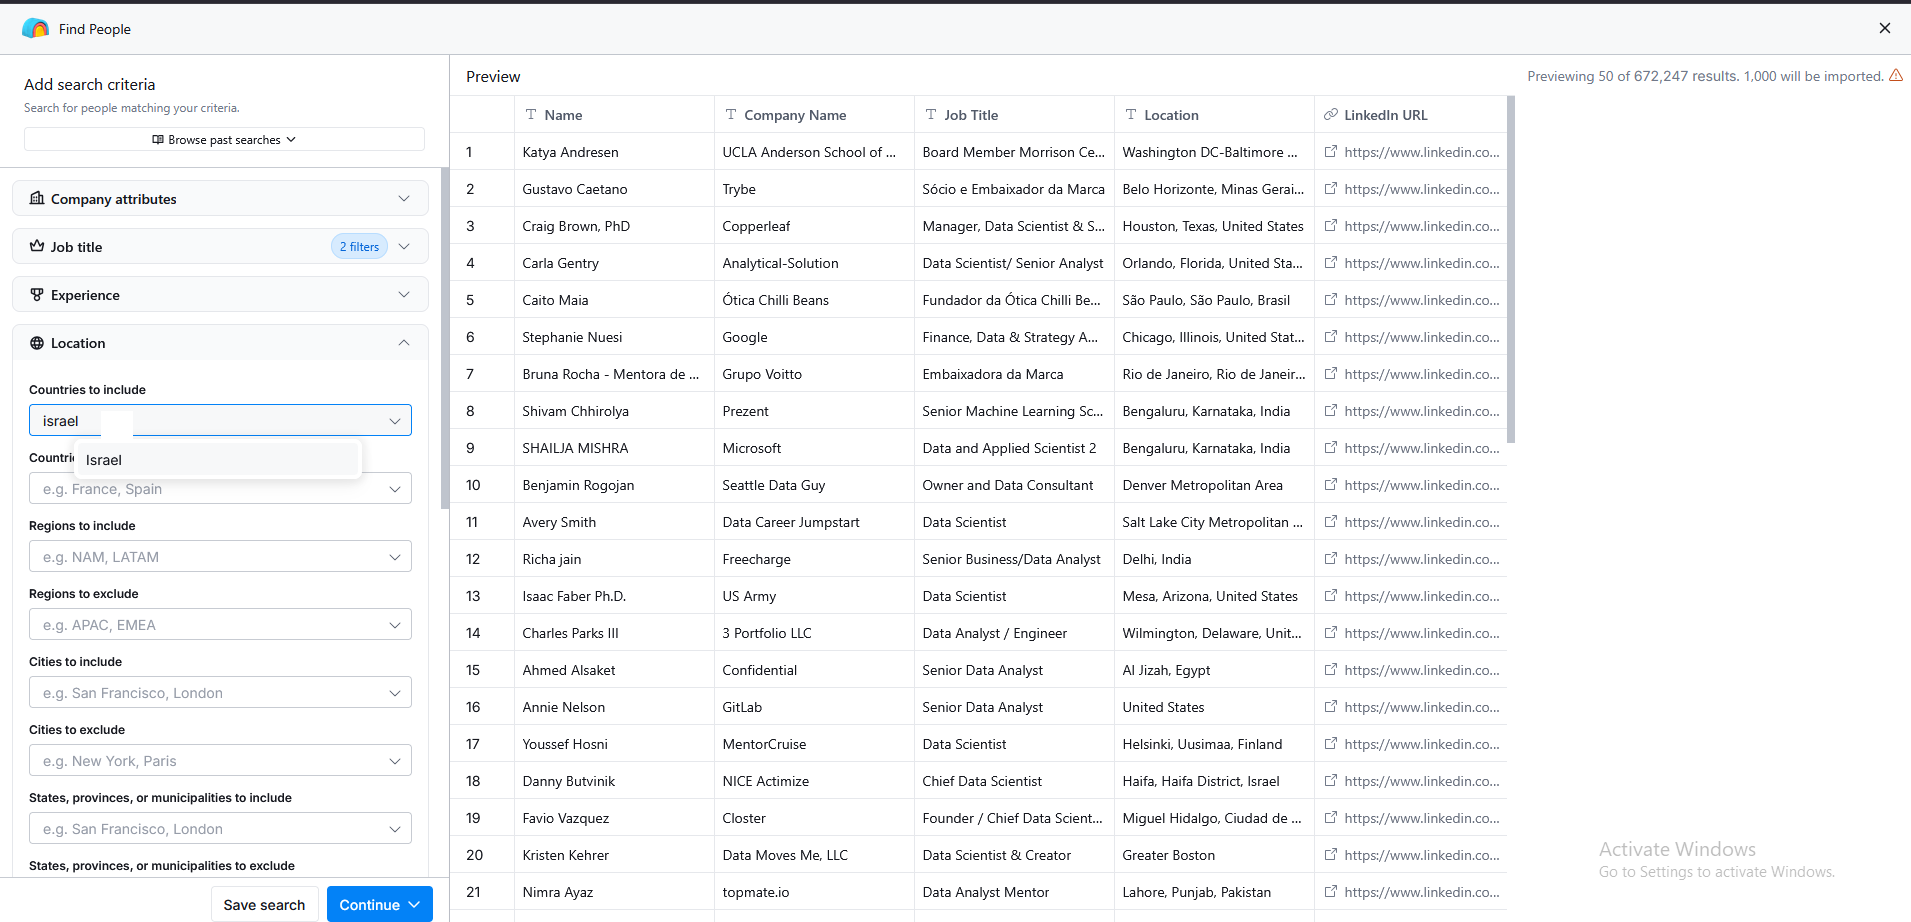 Find People
Add search criteria
Search for people matching your criteria.
Browse past searches
Company attributes
Job title 2 filters
Experience
Location
Countries to include
israel
Israel
e.g. France, Spain
Regions to include
e.g. NAM, LATAM
Regions to exclude
e.g. APAC, EMEA
Cities to include
e.g. San Francisco, London
Cities to exclude
e.g. New York, Paris
States, provinces, or municipalities to include
e.g. San Francisco, London
States, provinces, or municipalities to exclude
Save search Continue
Preview
Previewing 50 of 672,247 results. 1,000 will be imported.
Name Company Name Job Title Location LinkedIn URL
1 Katya Andresen UCLA Anderson School of ... Board Member Morrison Ce... Washington DC-Baltimore ... https://www.linkedin.co...
2 Gustavo Caetano Trybe Sócio e Embaixador da Marca Belo Horizonte, Minas Gerai... https://www.linkedin.co...
3 Craig Brown, PhD Copperleaf Manager, Data Scientist & S... Houston, Texas, United States https://www.linkedin.co...
4 Carla Gentry Analytical-Solution Data Scientist/ Senior Analyst Orlando, Florida, United Sta... https://www.linkedin.co...
5 Caito Maia Ótica Chilli Beans Fundador da Ótica Chilli Be... São Paulo, São Paulo, Brasil https://www.linkedin.co...
6 Stephanie Nuesi Google Finance, Data & Strategy A... Chicago, Illinois, United Stat... https://www.linkedin.co...
7 Bruna Rocha - Mentora de ... Grupo Voitto Embaixadora da Marca Rio de Janeiro, Rio de Janeir... https://www.linkedin.co...
8 Shivam Chhirolya Prezent Senior Machine Learning Sc... Bengaluru, Karnataka, India https://www.linkedin.co...
9 SHAILJA MISHRA Microsoft Data and Applied Scientist 2 Bengaluru, Karnataka, India https://www.linkedin.co...
10 Benjamin Rogojan Seattle Data Guy Owner and Data Consultant Denver Metropolitan Area https://www.linkedin.co...
11 Avery Smith Data Career Jumpstart Data Scientist Salt Lake City Metropolitan ... https://www.linkedin.co...
12 Richa jain Freecharge Senior Business/Data Analyst Delhi, India https://www.linkedin.co...
13 Isaac Faber Ph.D. US Army Data Scientist Mesa, Arizona, United States https://www.linkedin.co...
14 Charles Parks III 3 Portfolio LLC Data Analyst / Engineer Wilmington, Delaware, Unit... https://www.linkedin.co...
15 Ahmed Alsaket Confidential Senior Data Analyst Al Jizah, Egypt https://www.linkedin.co...
16 Annie Nelson GitLab Senior Data Analyst United States https://www.linkedin.co...
17 Youssef Hosni MentorCruise Data Scientist Helsinki, Uusimaa, Finland https://www.linkedin.co...
18 Danny Butvinik NICE Actimize Chief Data Scientist Haifa, Haifa District, Israel https://www.linkedin.co...
19 Favio Vazquez Closter Founder / Chief Data Scient... Miguel Hidalgo, Ciudad de ... https://www.linkedin.co...
20 Kristen Kehrer Data Moves Me, LLC Data Scientist & Creator Greater Boston https://www.linkedin.co...
21 Nimra Ayaz topmate.io Data Analyst Mentor Lahore, Punjab, Pakistan https://www.linkedin.co...
Activate Windows
Go to Settings to activate Windows.